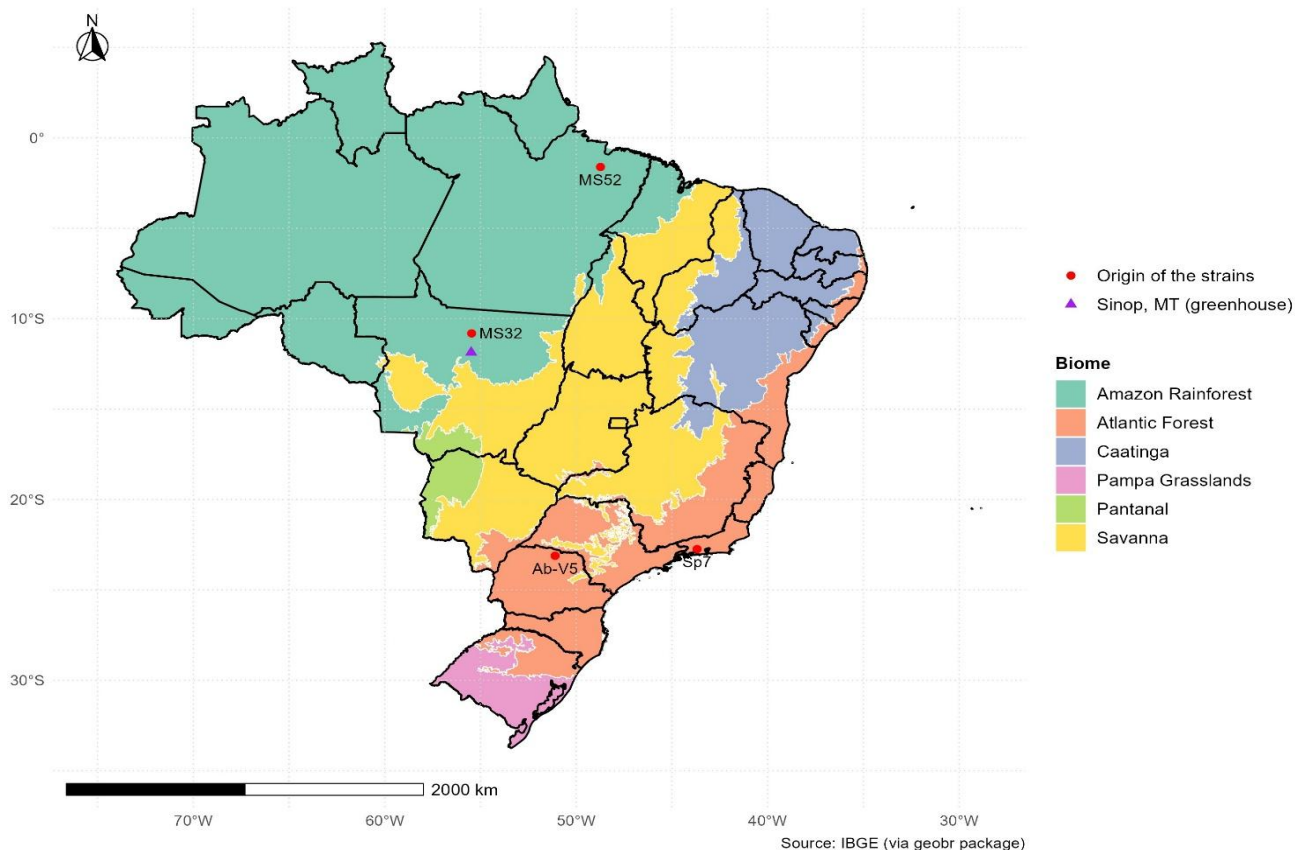 N
0°
10°S
20°S
30°S
MS52
MS32
Ab-V5
Sp7
2000 km
70°W
60°W
50°W
40°W
30°W
Origin of the strains
Sinop, MT (greenhouse)
Biome
Amazon Rainforest
Atlantic Forest
Caatinga
Pampa Grasslands
Pantanal
Savanna
Source: IBGE (via geobr package)